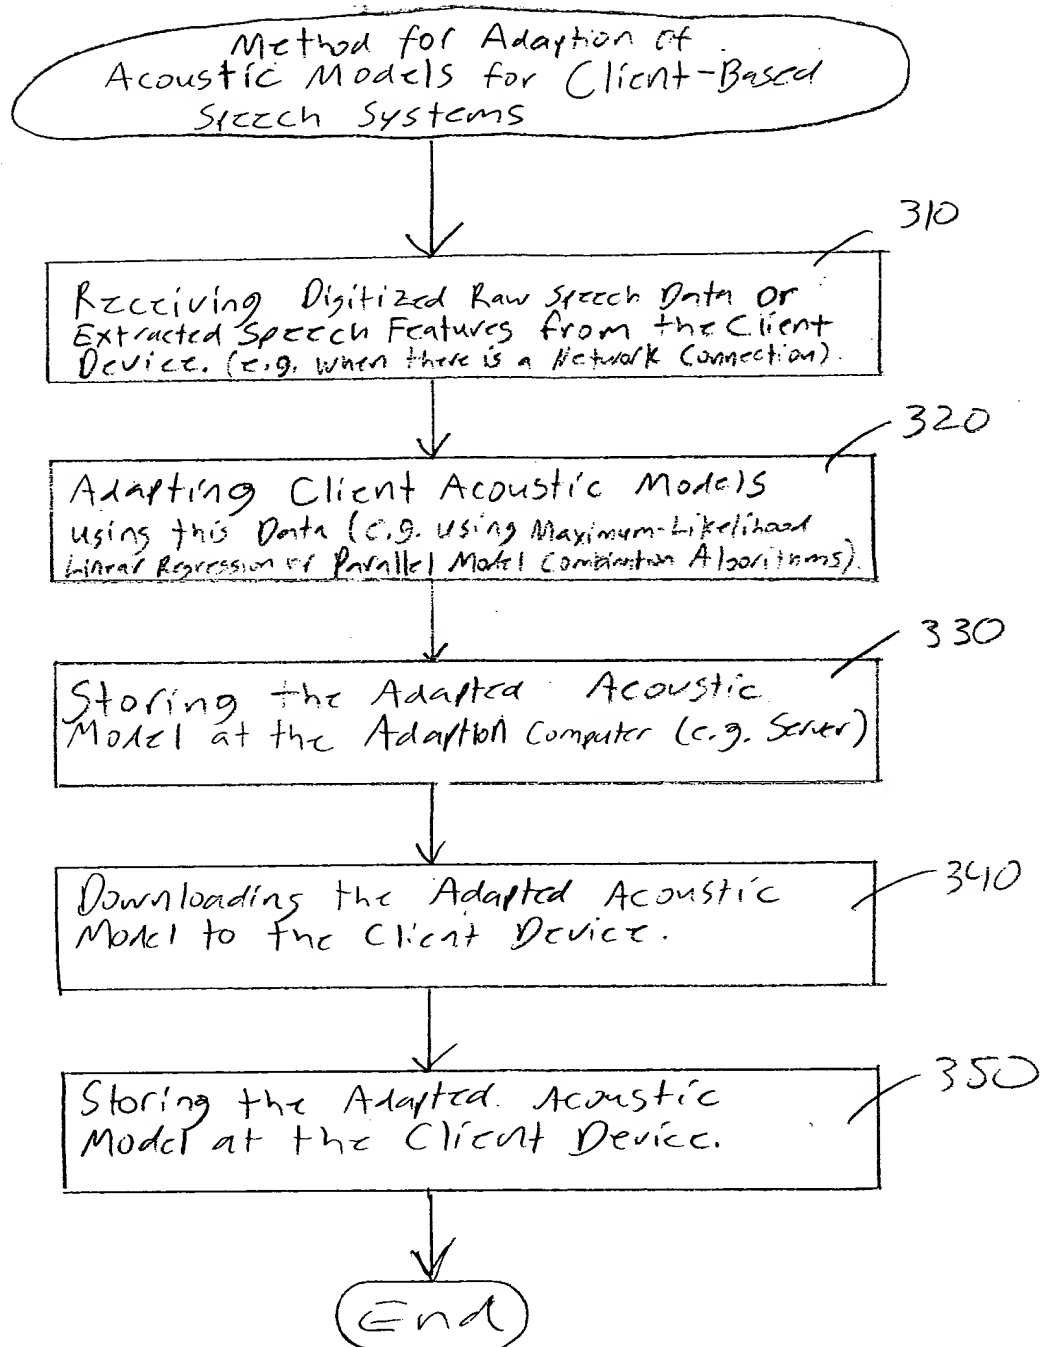 Method for Adaption of
Acoustic Models for Client-Based
Speech Systems
310
Receiving Digitized Raw Speech Data or
Extracted Speech Features from the Client
Device. (e.g. when there is a Network Connection).
320
Adapting Client Acoustic Models
using this Data (e.g. using Maximum-Likelihood
Linear Regression or Parallel Model Combination Algorithms).
330
Storing the Adapted Acoustic
Model at the Adaption Computer (e.g. Server)
340
Downloading the Adapted Acoustic
Model to the Client Device.
350
Storing the Adapted Acoustic
Model at the Client Device.
End